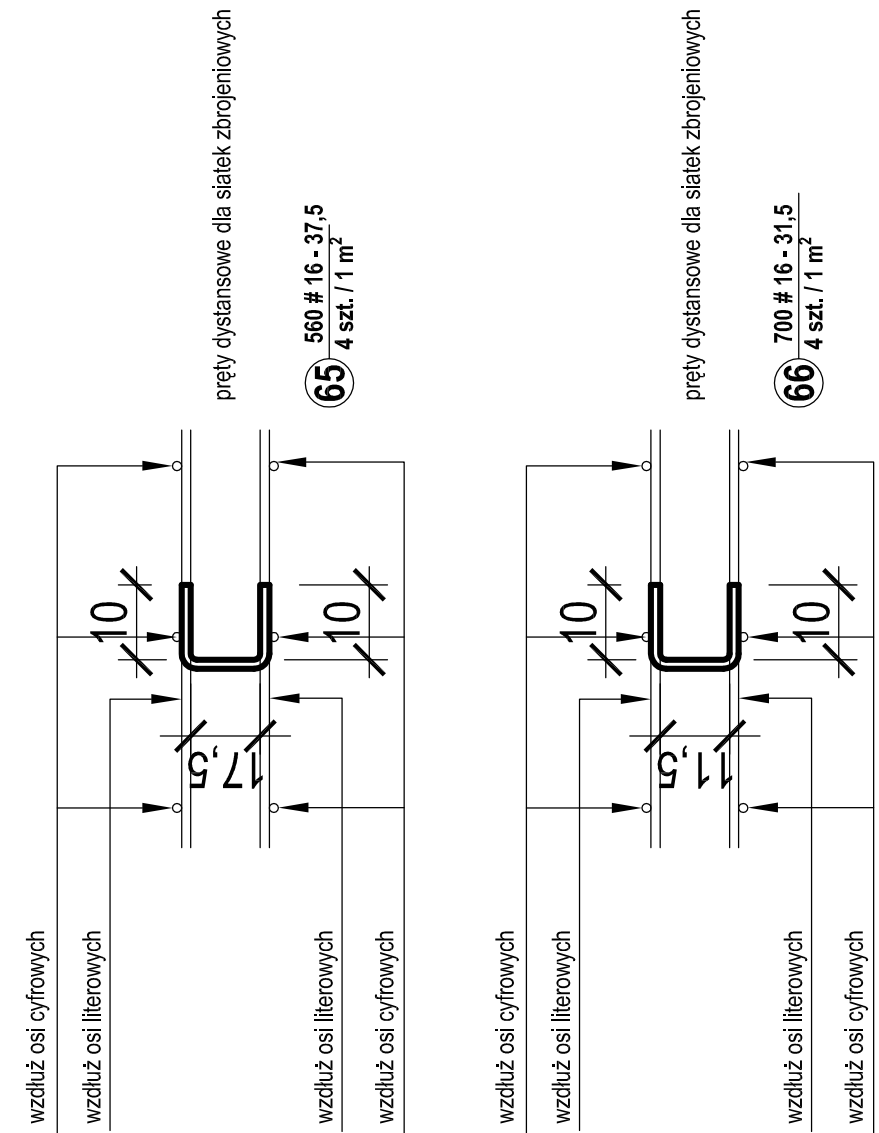 pręty dystansowe dla siatek zbrojeniowych
65
560 # 16 - 37,5
4 szt. / 1 m²
10
10
17,5
wzdłuż osi cyfrowych
wzdłuż osi literowych
wzdłuż osi literowych
wzdłuż osi cyfrowych
pręty dystansowe dla siatek zbrojeniowych
66
700 # 16 - 31,5
4 szt. / 1 m²
10
10
11,5
wzdłuż osi cyfrowych
wzdłuż osi literowych
wzdłuż osi literowych
wzdłuż osi cyfrowych